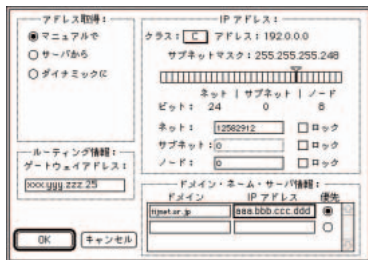 アドレス取得：
マニュアルで
サーバから
ダイナミックに
ルーティング情報：
ゲートウェイアドレス：
xxx.yyy.zzz.25
OK
キャンセル
IP アドレス：
クラス： C アドレス： 192.0.0.0
サブネットマスク： 255.255.255.248
ネット | サブネット | ノード
ビット： 24 0 8
ネット： 12582912 ロック
サブネット： 0 ロック
ノード： 0 ロック
ドメイン・ネーム・サーバ情報：
ドメイン IP アドレス 優先
aaa.bbb.ccc.ddd